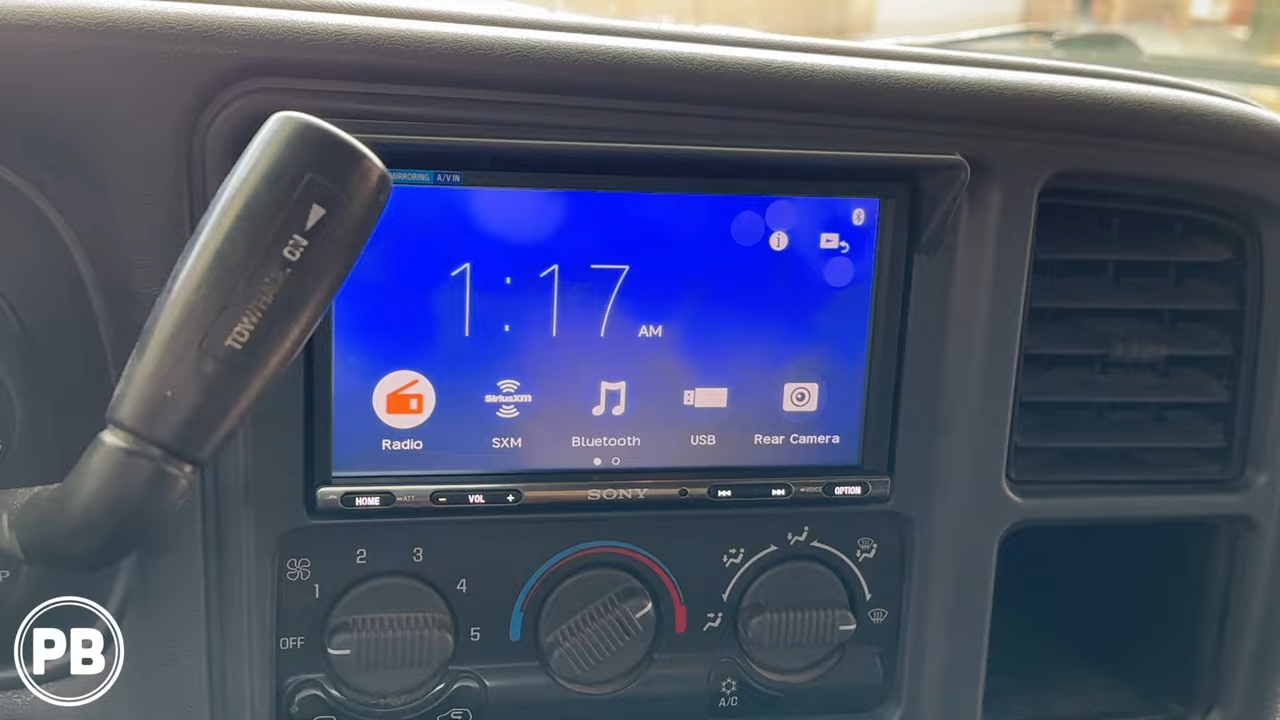 MIRRORING A/V IN
TOW/HAUL ON
1:17 AM
Radio
SiriusXM
SXM
Bluetooth
USB
Rear Camera
HOME
ATT
- VOL +
SONY
VOICE
OPTION
OFF 1 2 3 4 5
A/C
P
PB